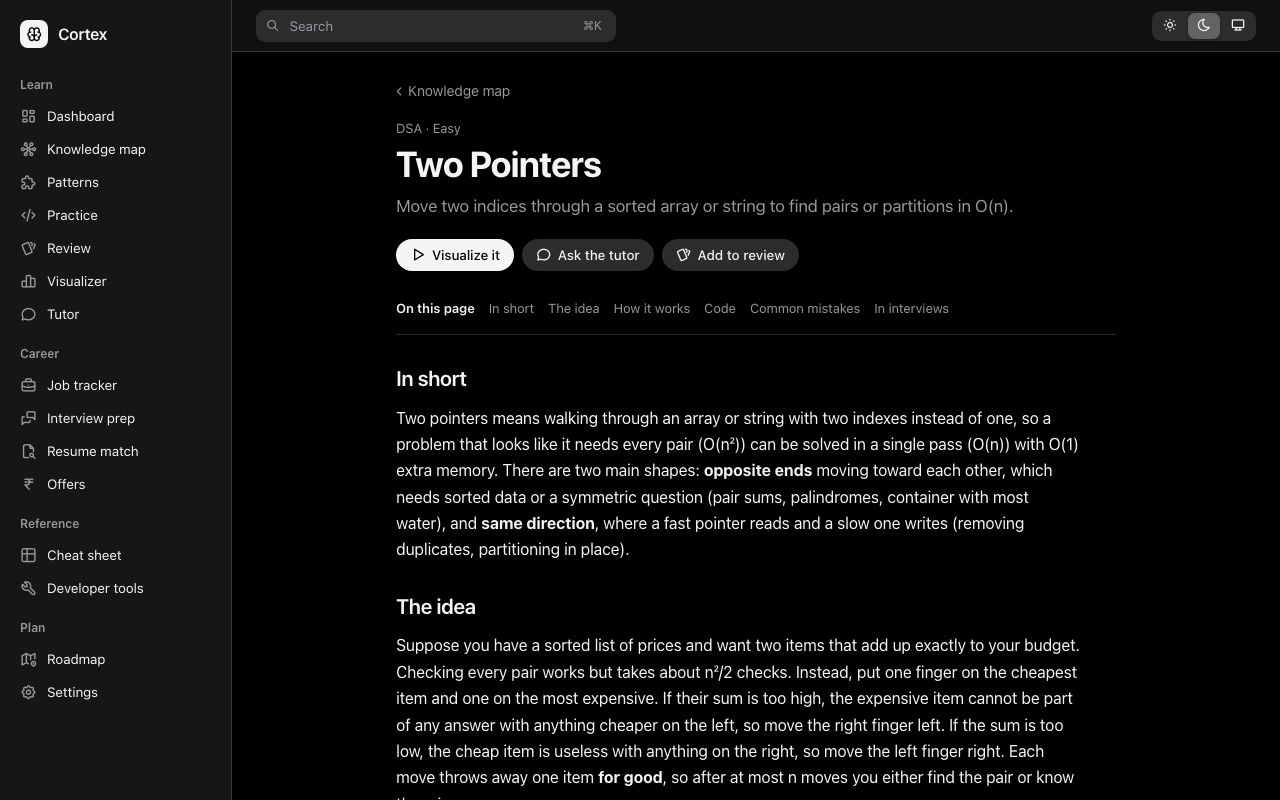 Cortex
Learn
Dashboard
Knowledge map
Patterns
Practice
Review
Visualizer
Tutor
Career
Job tracker
Interview prep
Resume match
Offers
Reference
Cheat sheet
Developer tools
Plan
Roadmap
Settings
Search ⌘K
Knowledge map
DSA · Easy
Two Pointers
Move two indices through a sorted array or string to find pairs or partitions in O(n).
Visualize it
Ask the tutor
Add to review
On this page In short The idea How it works Code Common mistakes In interviews
In short
Two pointers means walking through an array or string with two indexes instead of one, so a
problem that looks like it needs every pair (O(n²)) can be solved in a single pass (O(n)) with O(1)
extra memory. There are two main shapes: opposite ends moving toward each other, which
needs sorted data or a symmetric question (pair sums, palindromes, container with most
water), and same direction, where a fast pointer reads and a slow one writes (removing
duplicates, partitioning in place).
The idea
Suppose you have a sorted list of prices and want two items that add up exactly to your budget.
Checking every pair works but takes about n²/2 checks. Instead, put one finger on the cheapest
item and one on the most expensive. If their sum is too high, the expensive item cannot be part
of any answer with anything cheaper on the left, so move the right finger left. If the sum is too
low, the cheap item is useless with anything on the right, so move the left finger right. Each
move throws away one item for good, so after at most n moves you either find the pair or know